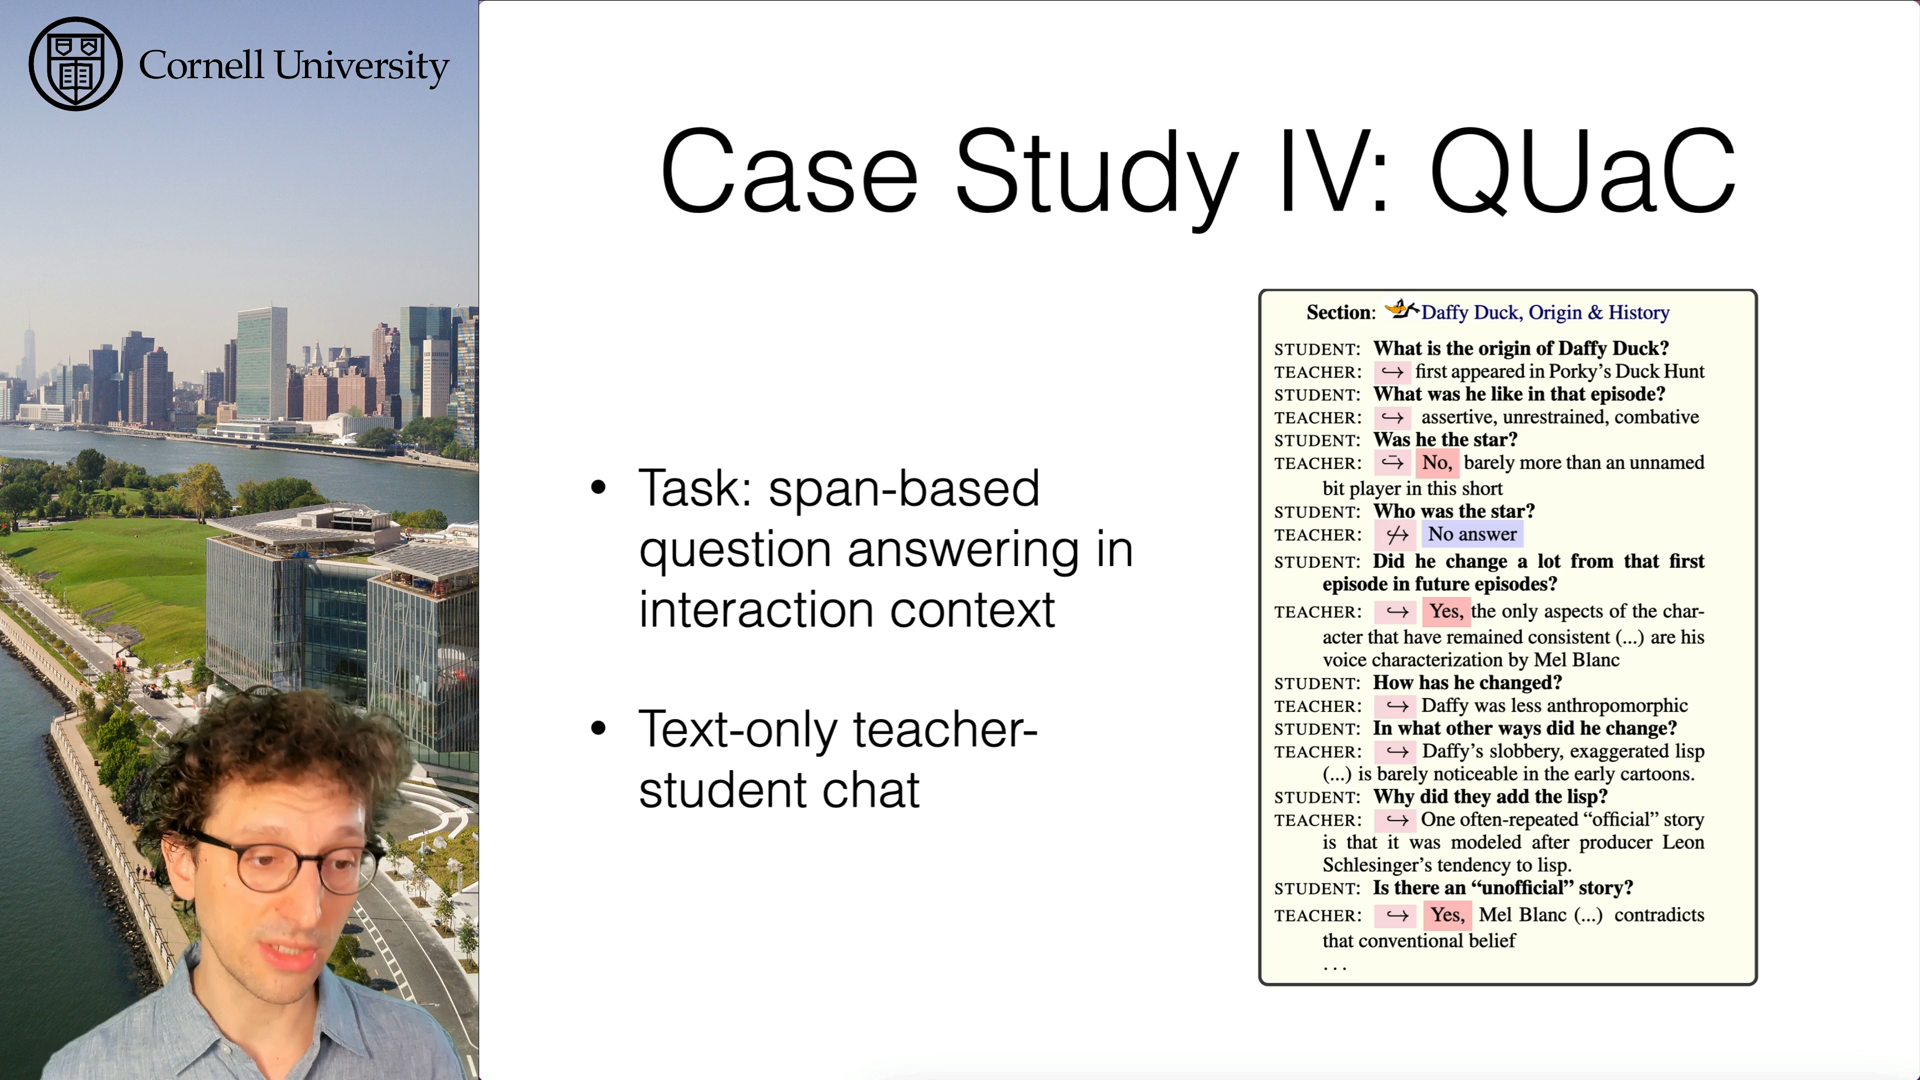 Cornell University
Case Study IV: QUaC
• Task: span-based
question answering in
interaction context
• Text-only teacher-
student chat
Section: Daffy Duck, Origin & History
STUDENT: What is the origin of Daffy Duck?
TEACHER: ↪ first appeared in Porky's Duck Hunt
STUDENT: What was he like in that episode?
TEACHER: ↪ assertive, unrestrained, combative
STUDENT: Was he the star?
TEACHER: ↪ No, barely more than an unnamed
bit player in this short
STUDENT: Who was the star?
TEACHER: ↪̸ No answer
STUDENT: Did he change a lot from that first
episode in future episodes?
TEACHER: ↪ Yes, the only aspects of the char-
acter that have remained consistent (...) are his
voice characterization by Mel Blanc
STUDENT: How has he changed?
TEACHER: ↪ Daffy was less anthropomorphic
STUDENT: In what other ways did he change?
TEACHER: ↪ Daffy's slobbery, exaggerated lisp
(...) is barely noticeable in the early cartoons.
STUDENT: Why did they add the lisp?
TEACHER: ↪ One often-repeated “official” story
is that it was modeled after producer Leon
Schlesinger's tendency to lisp.
STUDENT: Is there an “unofficial” story?
TEACHER: ↪ Yes, Mel Blanc (...) contradicts
that conventional belief
...